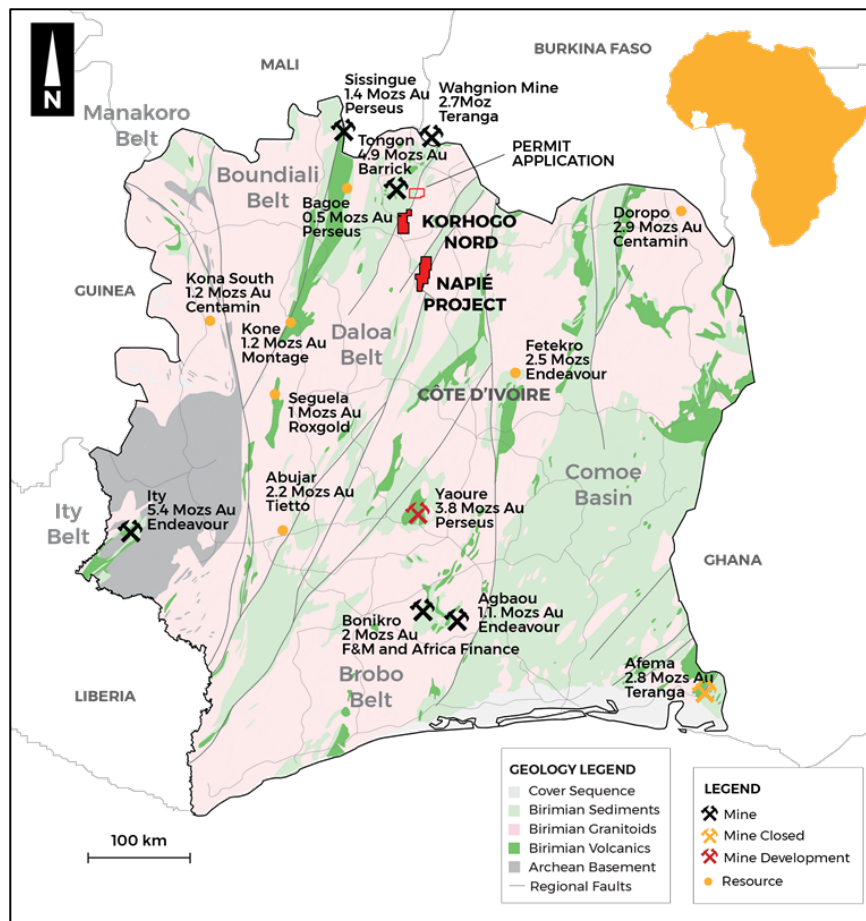 N
MALI
BURKINA FASO
Manakoro
Belt
Sissingue
1.4 Mozs Au
Perseus
Wahgnion Mine
2.7Moz
Teranga
Tongon
4.9 Mozs Au
Barrick
PERMIT
APPLICATION
Boundiali
Belt
Bagoe
0.5 Mozs Au
Perseus
KORHOGO
NORD
Doropo
2.9 Mozs Au
Centamin
GUINEA
Kona South
1.2 Mozs Au
Centamin
NAPIÉ
PROJECT
Kone
1.2 Mozs Au
Montage
Daloa
Belt
Fetekro
2.5 Mozs
Endeavour
CÔTE D'IVOIRE
Seguela
1 Mozs Au
Roxgold
Comoe
Basin
Ity
Belt
Ity
5.4 Mozs Au
Endeavour
Abujar
2.2 Mozs Au
Tietto
Yaoure
3.8 Mozs Au
Perseus
GHANA
Bonikro
2 Mozs Au
F&M and Africa Finance
Agbaou
1.1. Mozs Au
Endeavour
Brobo
Belt
Afema
2.8 Mozs Au
Teranga
LIBERIA
100 km
GEOLOGY LEGEND
Cover Sequence
Birimian Sediments
Birimian Granitoids
Birimian Volcanics
Archean Basement
Regional Faults
LEGEND
Mine
Mine Closed
Mine Development
Resource